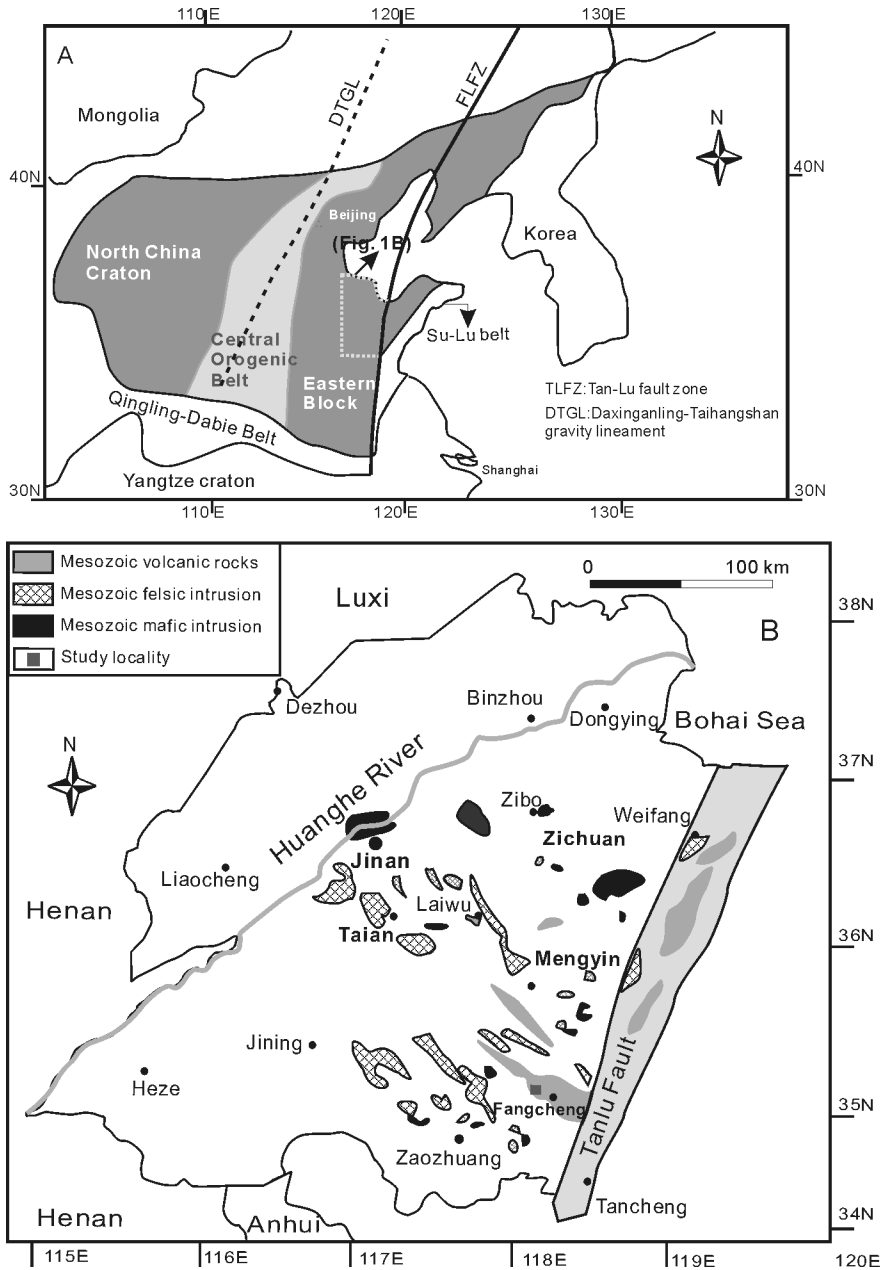 110E
120E
130E
A
Mongolia
DTGL
FLFZ
N
40N
40N
Beijing
(Fig. 1B)
North China
Craton
Korea
Su-Lu belt
Central
Orogenic
Belt
Eastern
Block
TLFZ:Tan-Lu fault zone
DTGL:Daxinganling-Taihangshan
gravity lineament
Qingling-Dabie Belt
Yangtze craton
Shanghai
30N
30N
110E
120E
130E
Mesozoic volcanic rocks
Mesozoic felsic intrusion
Mesozoic mafic intrusion
Study locality
0
100 km
Luxi
B
38N
Dezhou
Binzhou
Dongying
Bohai Sea
N
37N
Huanghe River
Zibo
Weifang
Zichuan
Jinan
Liaocheng
Laiwu
Henan
Taian
36N
Mengyin
Jining
Heze
Fangcheng
Tanlu Fault
35N
Zaozhuang
Tancheng
Henan
Anhui
34N
115E
116E
117E
118E
119E
120E